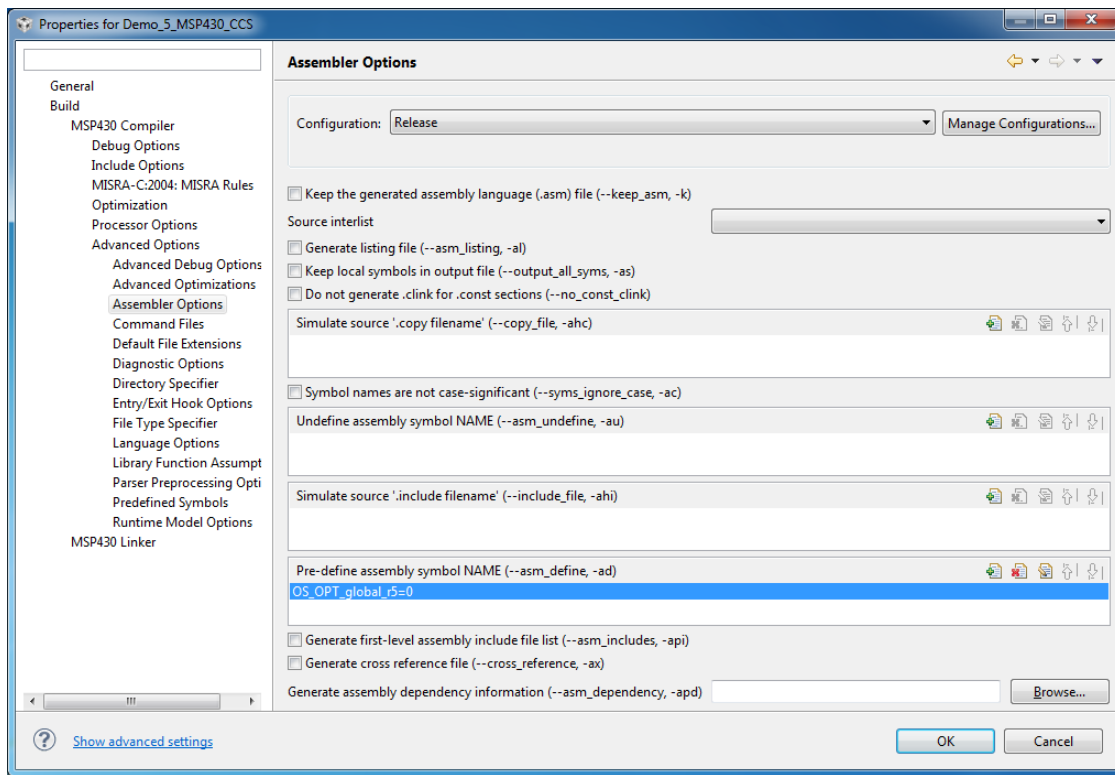 Properties for Demo_5_MSP430_CCS
General
Build
MSP430 Compiler
Debug Options
Include Options
MISRA-C:2004: MISRA Rules
Optimization
Processor Options
Advanced Options
Advanced Debug Options
Advanced Optimizations
Assembler Options
Command Files
Default File Extensions
Diagnostic Options
Directory Specifier
Entry/Exit Hook Options
File Type Specifier
Language Options
Library Function Assumpt
Parser Preprocessing Opti
Predefined Symbols
Runtime Model Options
MSP430 Linker
Assembler Options
Configuration: Release Manage Configurations...
Keep the generated assembly language (.asm) file (--keep_asm, -k)
Source interlist
Generate listing file (--asm_listing, -al)
Keep local symbols in output file (--output_all_syms, -as)
Do not generate .clink for .const sections (--no_const_clink)
Simulate source '.copy filename' (--copy_file, -ahc)
Symbol names are not case-significant (--syms_ignore_case, -ac)
Undefine assembly symbol NAME (--asm_undefine, -au)
Simulate source '.include filename' (--include_file, -ahi)
Pre-define assembly symbol NAME (--asm_define, -ad)
OS_OPT_global_r5=0
Generate first-level assembly include file list (--asm_includes, -api)
Generate cross reference file (--cross_reference, -ax)
Generate assembly dependency information (--asm_dependency, -apd) Browse...
? Show advanced settings OK Cancel